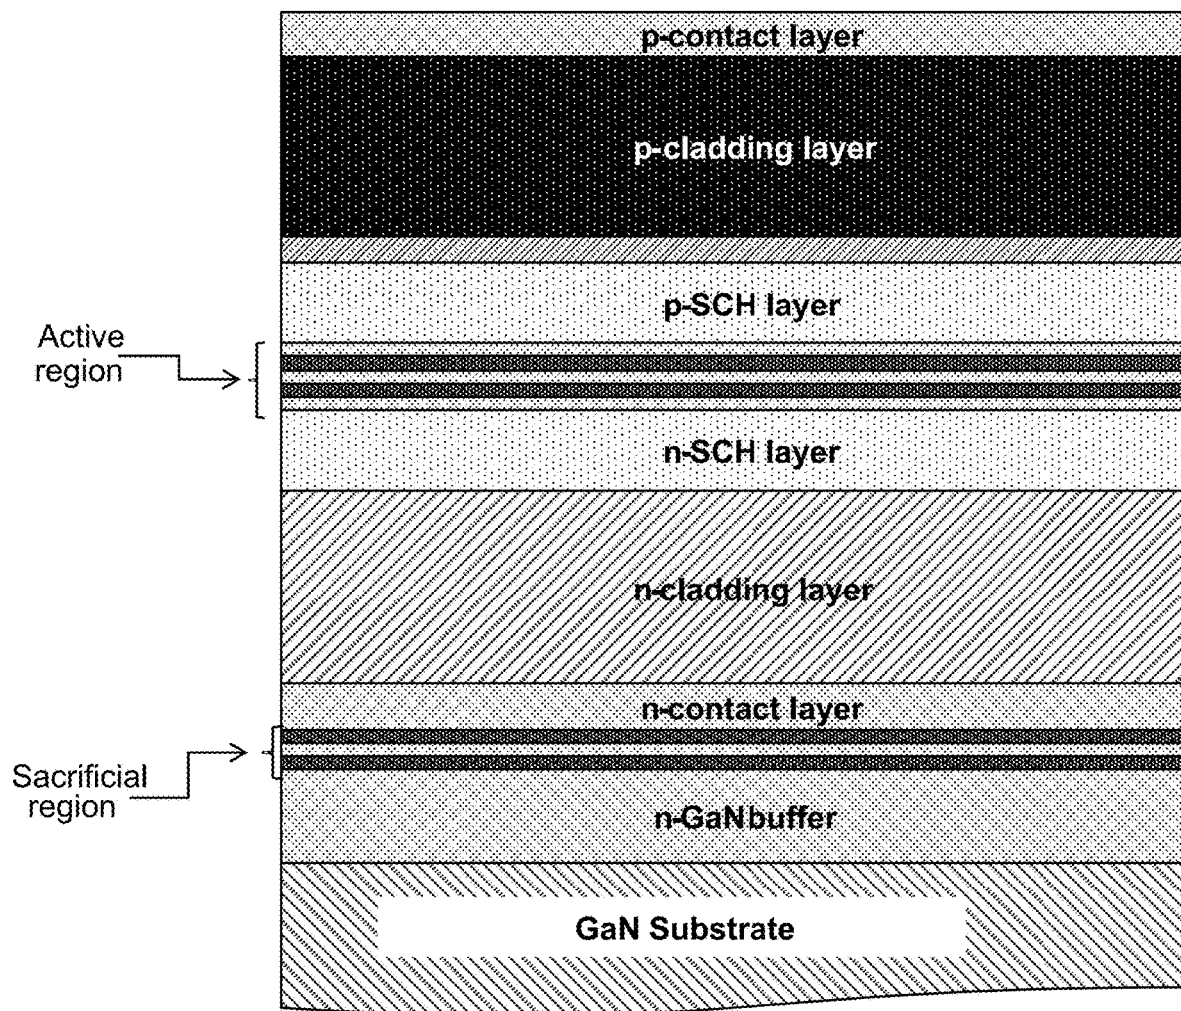 p-contact layer
p-cladding layer
p-SCH layer
Active
region
n-SCH layer
n-cladding layer
n-contact layer
Sacrificial
region
n-GaNbuffer
GaN Substrate